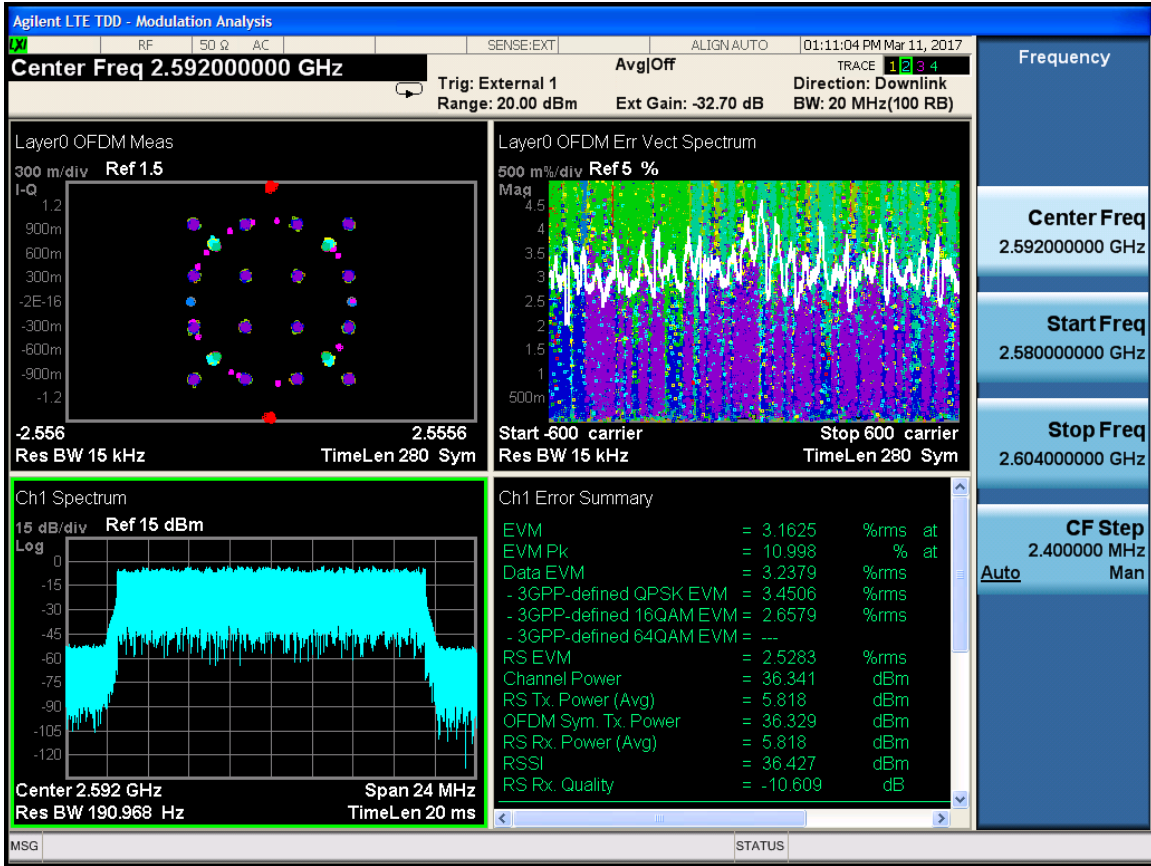 Agilent LTE TDD - Modulation Analysis
LXI RF 50 Ω AC SENSE:EXT ALIGN AUTO 01:11:04 PM Mar 11, 2017
Center Freq 2.592000000 GHz
Trig: External 1
Range: 20.00 dBm
Avg|Off
Ext Gain: -32.70 dB
TRACE 1 2 3 4
Direction: Downlink
BW: 20 MHz(100 RB)
Layer0 OFDM Meas
300 m/div Ref 1.5
I-Q
1.2
900m
600m
300m
-2E-16
-300m
-600m
-900m
-1.2
-2.556 2.5556
Res BW 15 kHz TimeLen 280 Sym
Layer0 OFDM Err Vect Spectrum
500 m%/div Ref 5 %
Mag
4.5
4
3.5
3
2.5
2
1.5
1
500m
Start -600 carrier Stop 600 carrier
Res BW 15 kHz TimeLen 280 Sym
Ch1 Spectrum
15 dB/div Ref 15 dBm
Log
0
-15
-30
-45
-60
-75
-90
-105
-120
Center 2.592 GHz Span 24 MHz
Res BW 190.968 Hz TimeLen 20 ms
Ch1 Error Summary
EVM = 3.1625 %rms at
EVM Pk = 10.998 % at
Data EVM = 3.2379 %rms
- 3GPP-defined QPSK EVM = 3.4506 %rms
- 3GPP-defined 16QAM EVM = 2.6579 %rms
- 3GPP-defined 64QAM EVM = ---
RS EVM = 2.5283 %rms
Channel Power = 36.341 dBm
RS Tx. Power (Avg) = 5.818 dBm
OFDM Sym. Tx. Power = 36.329 dBm
RS Rx. Power (Avg) = 5.818 dBm
RSSI = 36.427 dBm
RS Rx. Quality = -10.609 dB
Frequency
Center Freq
2.592000000 GHz
Start Freq
2.580000000 GHz
Stop Freq
2.604000000 GHz
CF Step
2.400000 MHz
Auto Man
MSG STATUS